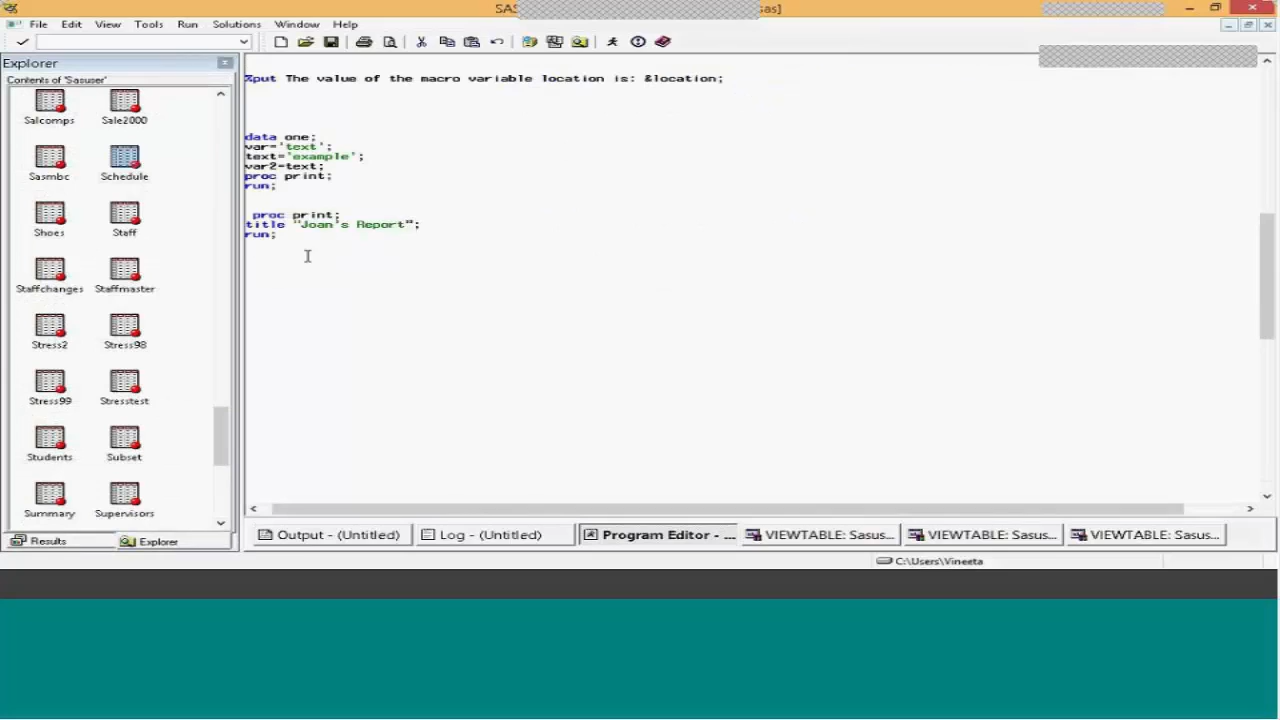 SAS
sas]
File Edit View Tools Run Solutions Window Help
Explorer
Contents of 'Sasuser'
Salcomps Sale2000
Sasmbc Schedule
Shoes Staff
Staffchanges Staffmaster
Stress2 Stress98
Stress99 Stresstest
Students Subset
Summary Supervisors
Results Explorer
%put The value of the macro variable location is: &location;
data one;
var='text';
text='example';
var2=text;
proc print;
run;
proc print;
title "Joan's Report";
run;
Output - (Untitled) Log - (Untitled) Program Editor - ... VIEWTABLE: Sasus... VIEWTABLE: Sasus... VIEWTABLE: Sasus...
C:\Users\Vineeta